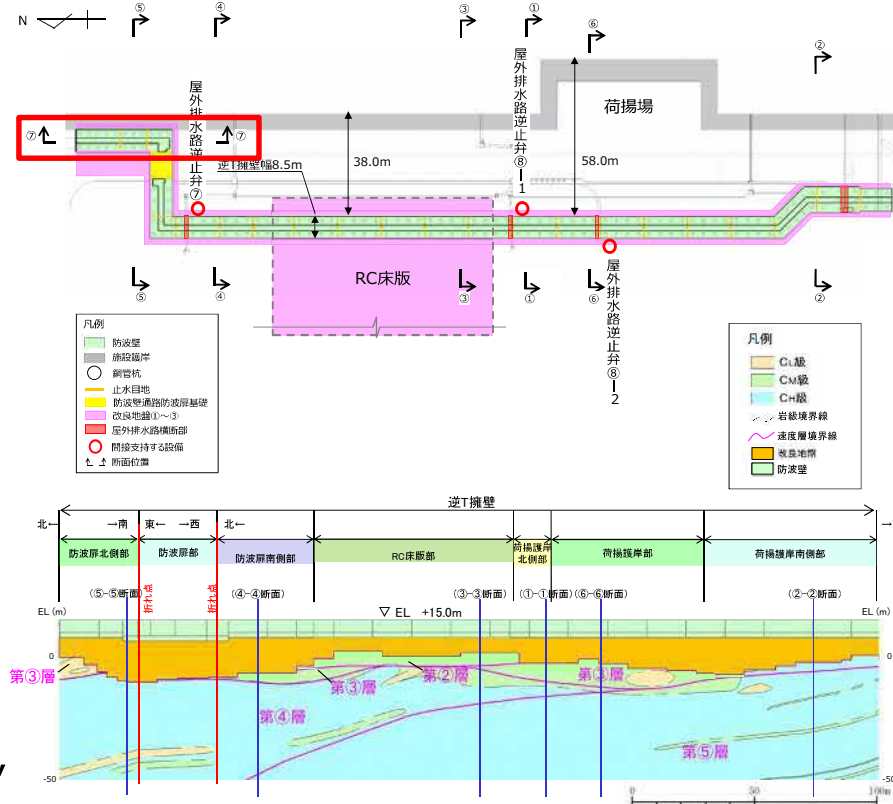 ⑤ ④ ③ ① ⑥ ②
N
屋外排水路逆止弁⑦
屋外排水路逆止弁⑧-1
荷揚場
⑦ ⑦
38.0m
58.0m
逆T擁壁幅8.5m
RC床版
⑤ ④ ③ ① ⑥ ②
屋外排水路逆止弁⑧-2
凡例
防波壁
施設護岸
鋼管杭
止水目地
防波壁通路防波扉基礎
改良地盤①～③
屋外排水路横断部
間接支持する設備
断面位置
凡例
CL級
CM級
CH級
岩級境界線
速度層境界線
改良地盤
防波壁
逆T擁壁
北← →南 東← →西 北← →
防波扉北側部
防波扉部
防波扉南側部
RC床版部
荷揚護岸北側部
荷揚護岸部
荷揚護岸南側部
(⑤-⑤断面) (④-④断面) (③-③断面) (①-①断面) (⑥-⑥断面) (②-②断面)
折れ点
折れ点
EL (m)
▽ EL +15.0m
EL (m)
0
0
第③層
第③層
第②層
第③層
第④層
第⑤層
-50
-50
0 50 100m